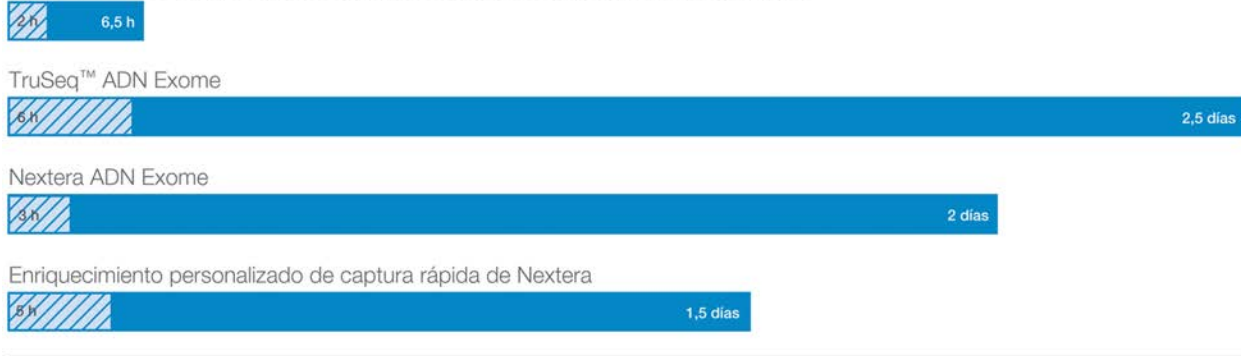 2 h 6,5 h
TruSeq™ ADN Exome
6 h 2,5 días
Nextera ADN Exome
3 h 2 días
Enriquecimiento personalizado de captura rápida de Nextera
5 h 1,5 días